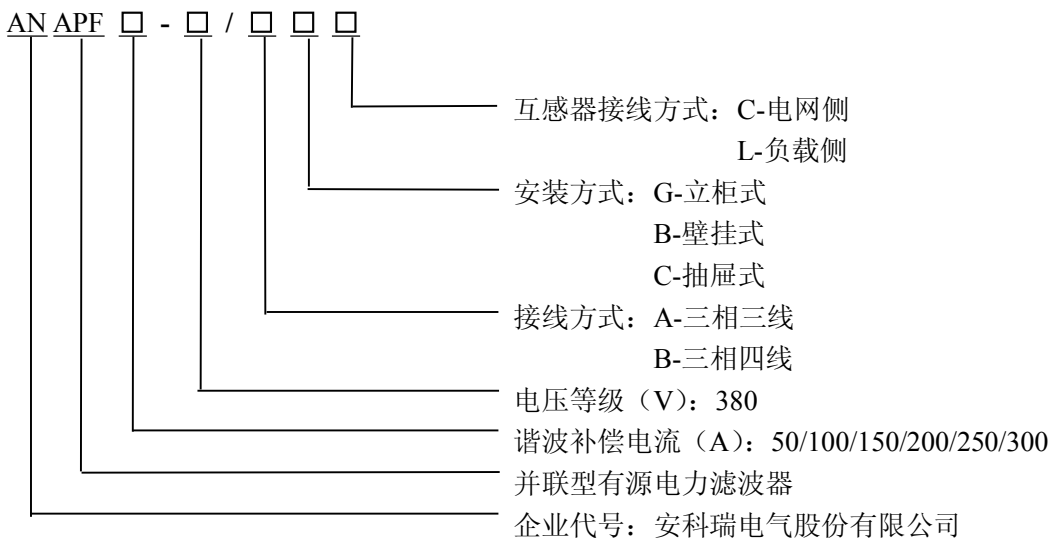 AN APF □ - □ / □ □ □
互感器接线方式：C-电网侧
L-负载侧
安装方式：G-立柜式
B-壁挂式
C-抽屉式
接线方式：A-三相三线
B-三相四线
电压等级（V）：380
谐波补偿电流（A）：50/100/150/200/250/300
并联型有源电力滤波器
企业代号：安科瑞电气股份有限公司